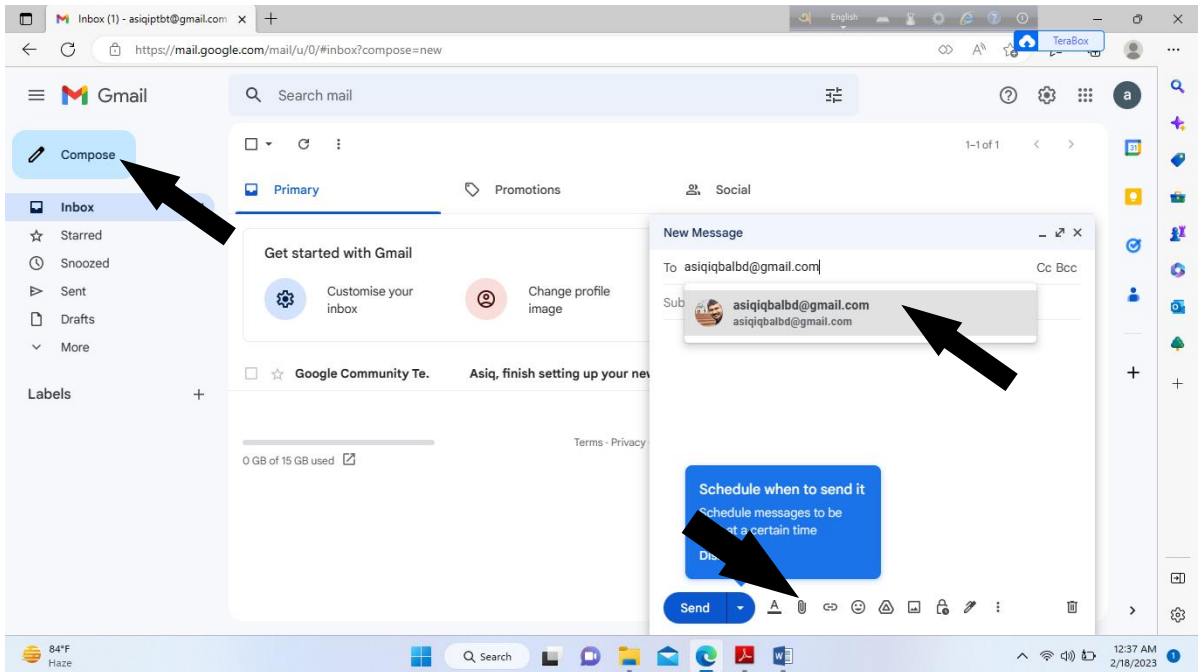 Inbox (1) - asiqiptbt@gmail.com
English
https://mail.google.com/mail/u/0/#inbox?compose=new
TeraBox
Gmail
Search mail
a
Compose
1–1 of 1
31
Primary
Promotions
Social
Inbox
Starred
Snoozed
Sent
Drafts
More
Labels
Get started with Gmail
Customise your
inbox
Change profile
image
Google Community Te.
Asiq, finish setting up your new
Terms · Privacy
0 GB of 15 GB used
New Message
To asiqiqbalbd@gmail.com
Cc Bcc
Sub
asiqiqbalbd@gmail.com
asiqiqbalbd@gmail.com
Schedule when to send it
Schedule messages to be
at a certain time
Send
84°F
Haze
Search
12:37 AM
2/18/2023
1